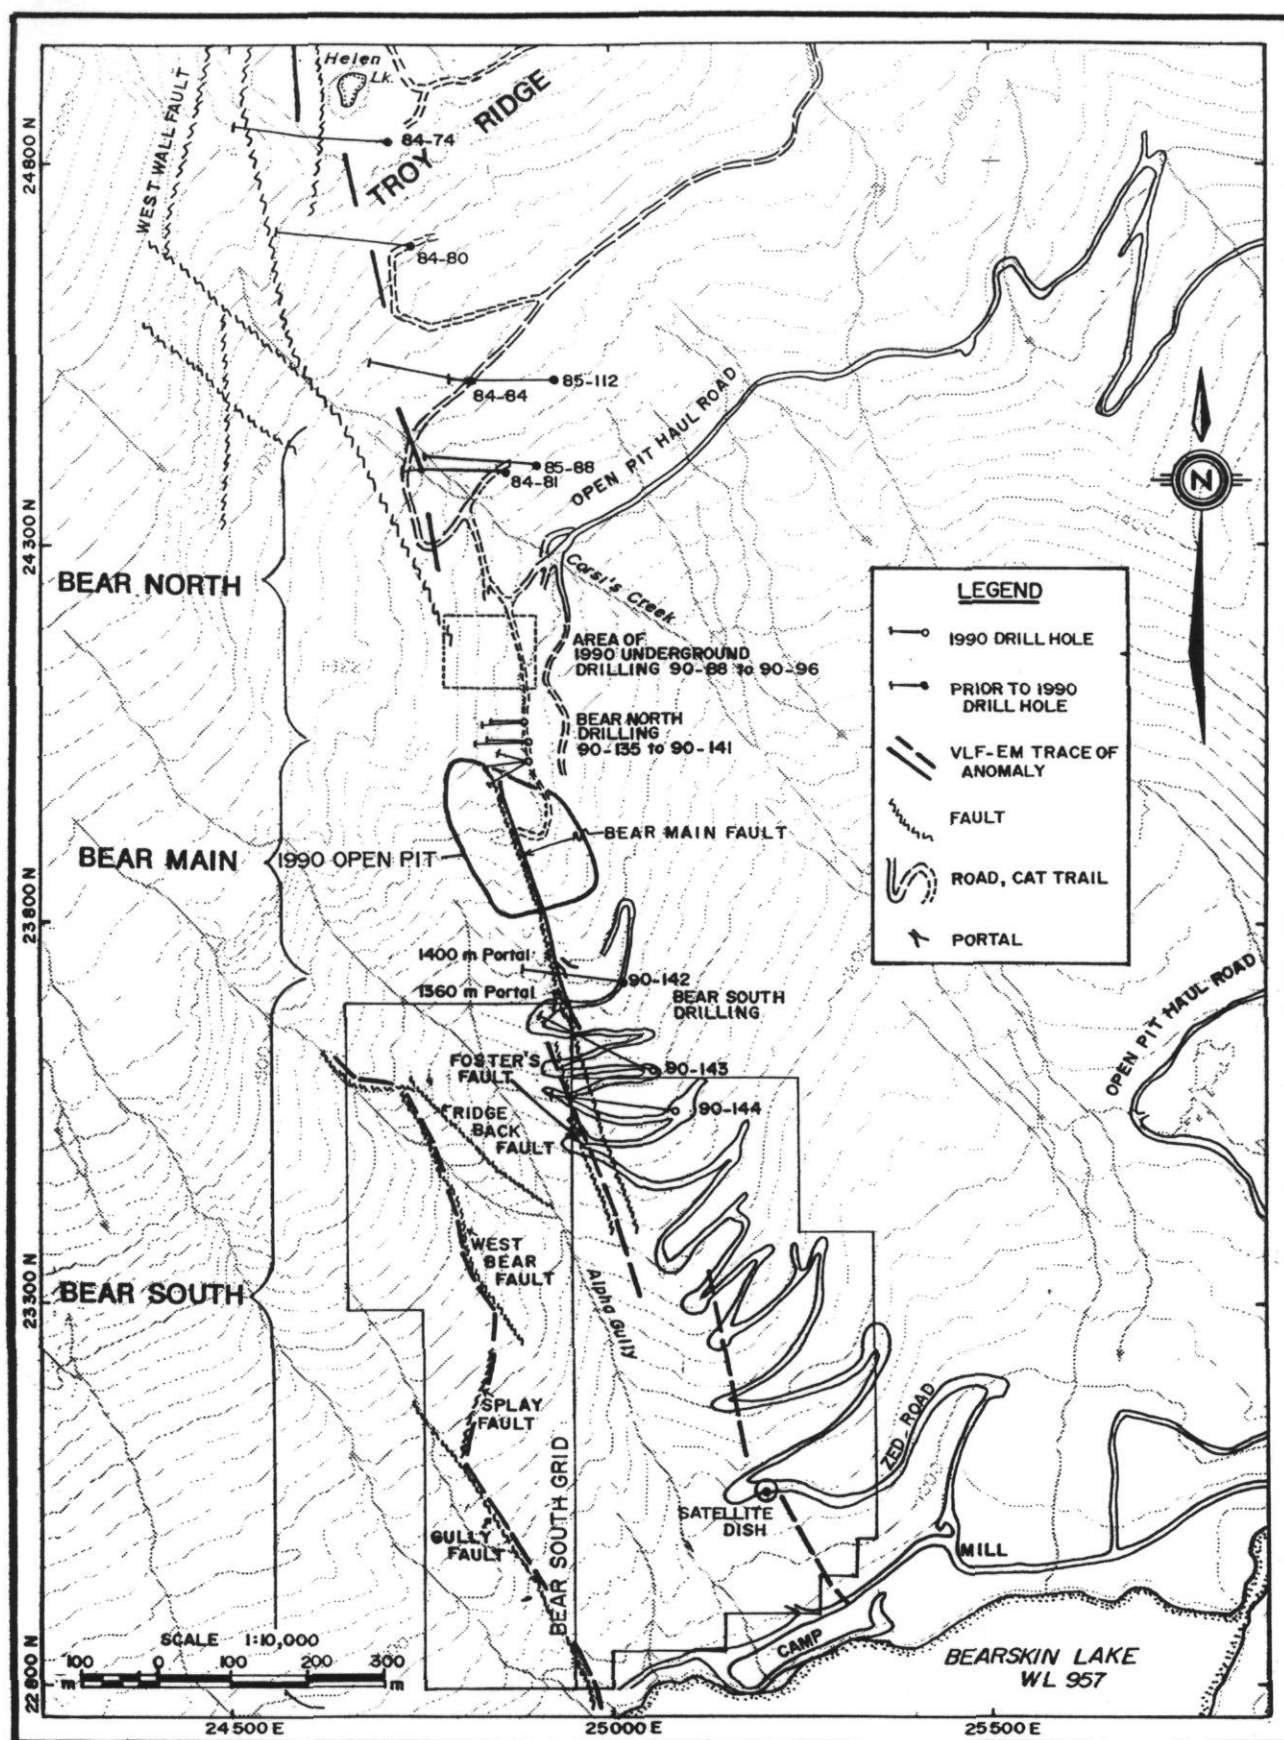 Helen
Lk.
TROY RIDGE
WEST WALL FAULT
84-74
84-80
85-112
84-84
85-88
84-81
OPEN PIT HAUL ROAD
Corsi's Creek
24800 N
24300 N
23800 N
23300 N
22800 N
N
BEAR NORTH
AREA OF
1990 UNDERGROUND
DRILLING 90-88 to 90-96
BEAR NORTH
DRILLING
90-135 to 90-141
LEGEND
1990 DRILL HOLE
PRIOR TO 1990
DRILL HOLE
VLF-EM TRACE OF
ANOMALY
FAULT
ROAD, CAT TRAIL
PORTAL
BEAR MAIN FAULT
BEAR MAIN
1990 OPEN PIT
1400 m Portal
90-142
1360 m Portal
BEAR SOUTH
DRILLING
OPEN PIT HAUL ROAD
FOSTER'S
FAULT
90-143
90-144
RIDGE
BACK
FAULT
WEST
BEAR
FAULT
BEAR SOUTH
Alpha Gully
SPLAY
FAULT
ZED ROAD
BEAR SOUTH GRID
SATELLITE
DISH
GULLY
FAULT
MILL
CAMP
BEARSKIN LAKE
WL 957
SCALE 1:10,000
100 0 100 200 300
m m
24500 E
25000 E
25500 E